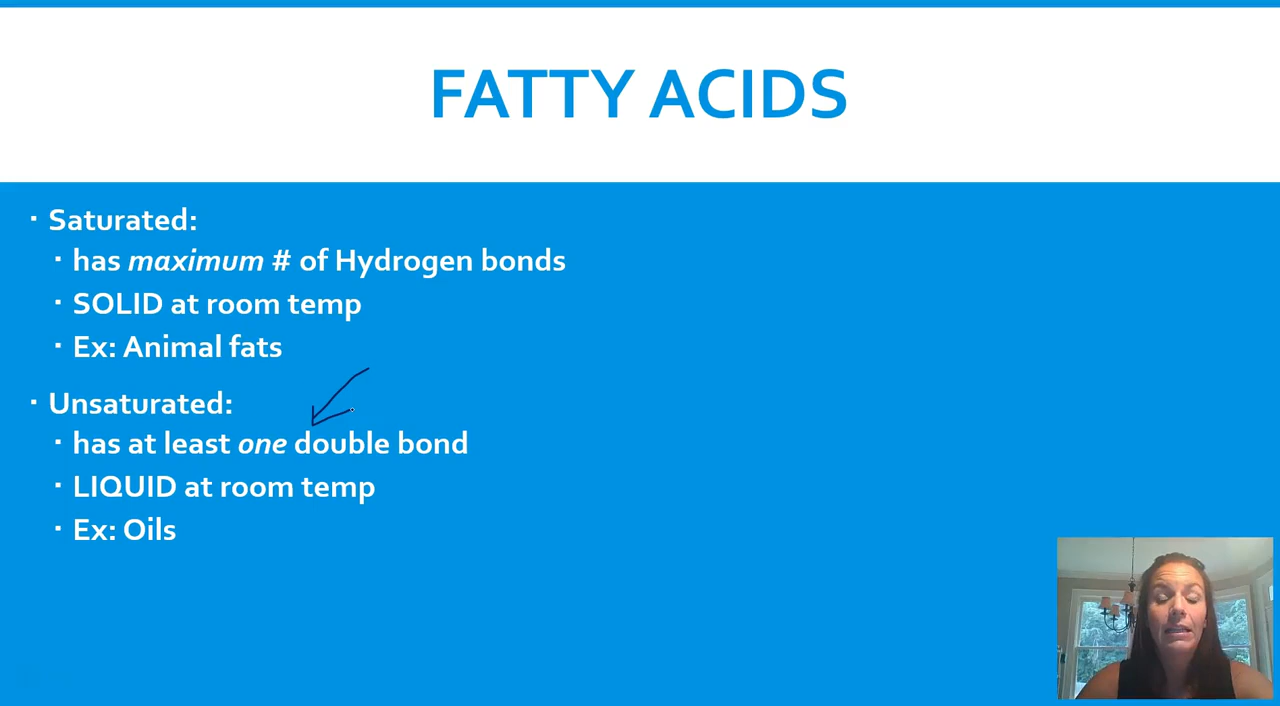 FATTY ACIDS
▪ Saturated:
▪ has maximum # of Hydrogen bonds
▪ SOLID at room temp
▪ Ex: Animal fats
▪ Unsaturated:
▪ has at least one double bond
▪ LIQUID at room temp
▪ Ex: Oils